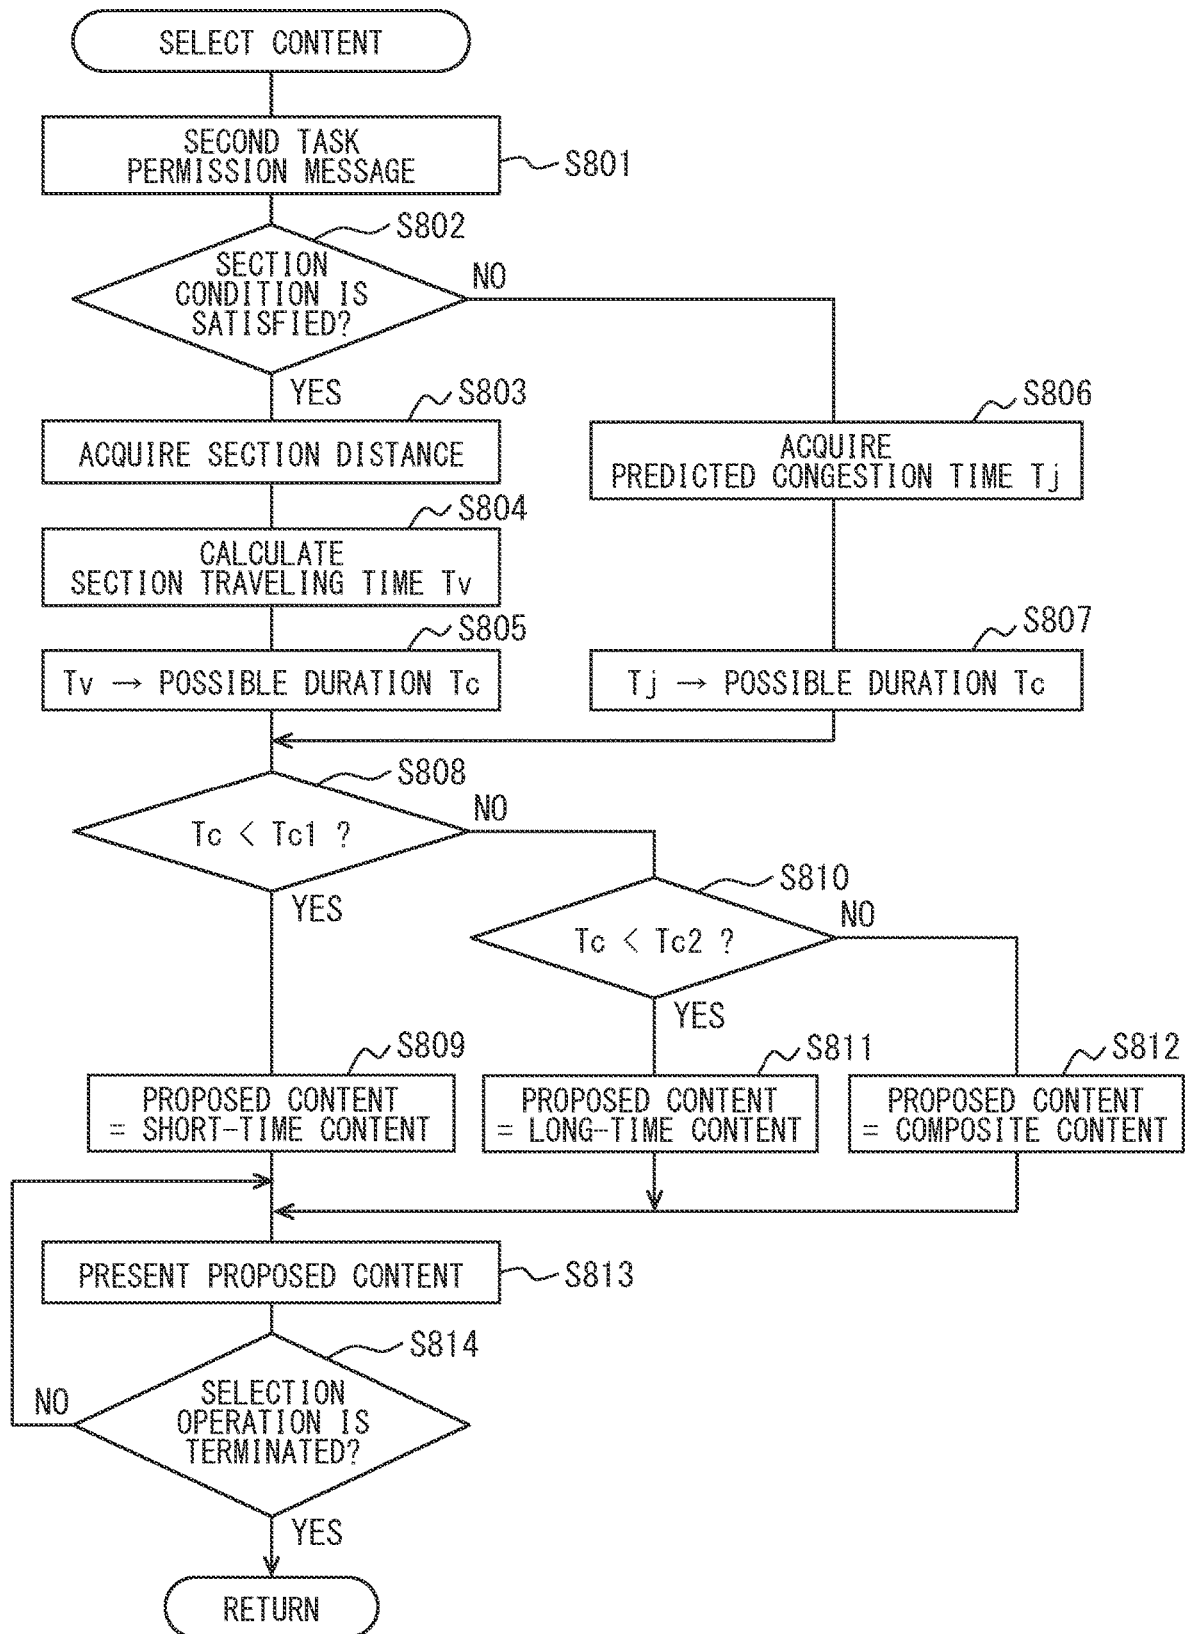 SELECT CONTENT
SECOND TASK
PERMISSION MESSAGE
S801
S802
SECTION
CONDITION IS
SATISFIED?
NO
YES
S803
ACQUIRE SECTION DISTANCE
S806
ACQUIRE
PREDICTED CONGESTION TIME Tj
S804
CALCULATE
SECTION TRAVELING TIME Tv
S805
Tv → POSSIBLE DURATION Tc
S807
Tj → POSSIBLE DURATION Tc
S808
Tc < Tc1 ?
NO
YES
S810
Tc < Tc2 ?
NO
YES
S809
PROPOSED CONTENT
= SHORT-TIME CONTENT
S811
PROPOSED CONTENT
= LONG-TIME CONTENT
S812
PROPOSED CONTENT
= COMPOSITE CONTENT
PRESENT PROPOSED CONTENT
S813
S814
SELECTION
OPERATION IS
TERMINATED?
NO
YES
RETURN